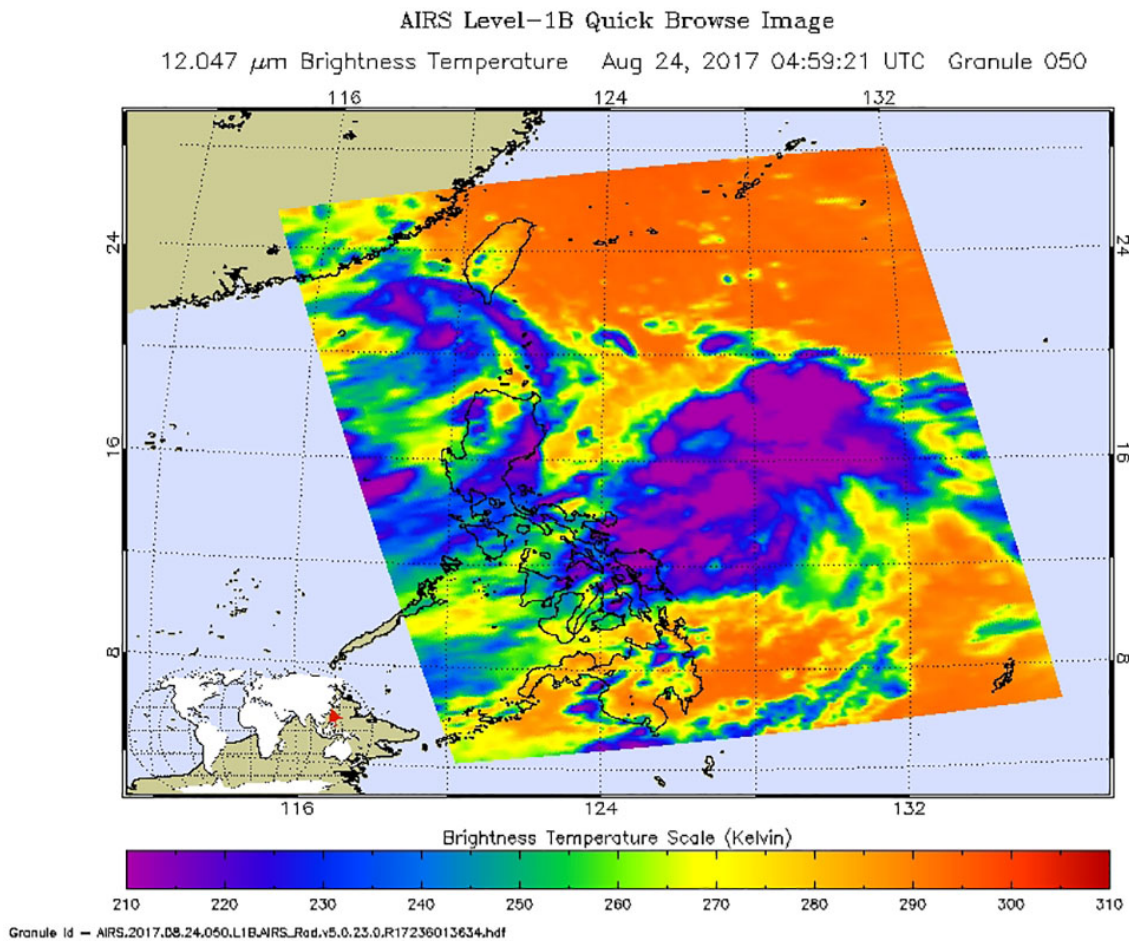 AIRS Level-1B Quick Browse Image
12.047 μm Brightness Temperature Aug 24, 2017 04:59:21 UTC Granule 050
116 124 132
24 24
16 16
8 8
116 124 132
Brightness Temperature Scale (Kelvin)
210 220 230 240 250 260 270 280 290 300 310
Granule Id - AIRS.2017.08.24.050.L1B.AIRS_Rad.v5.0.23.0.R17236013634.hdf